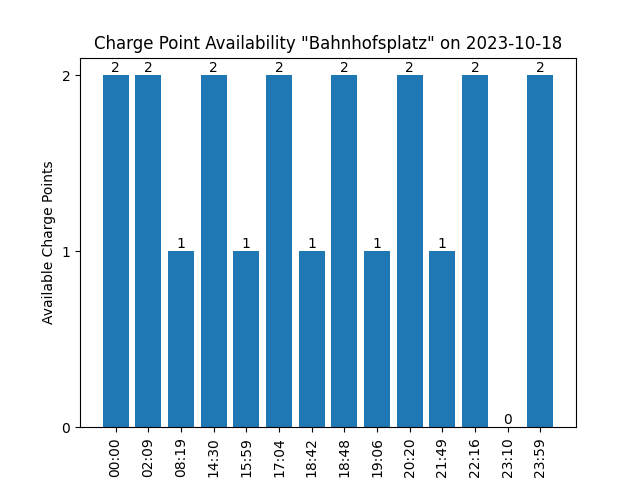 Charge Point Availability "Bahnhofsplatz" on 2023-10-18
2 2 1 2 1 2 1 2 1 2 1 2 0 2
Available Charge Points
2
1
0
00:00 02:09 08:19 14:30 15:59 17:04 18:42 18:48 19:06 20:20 21:49 22:16 23:10 23:59